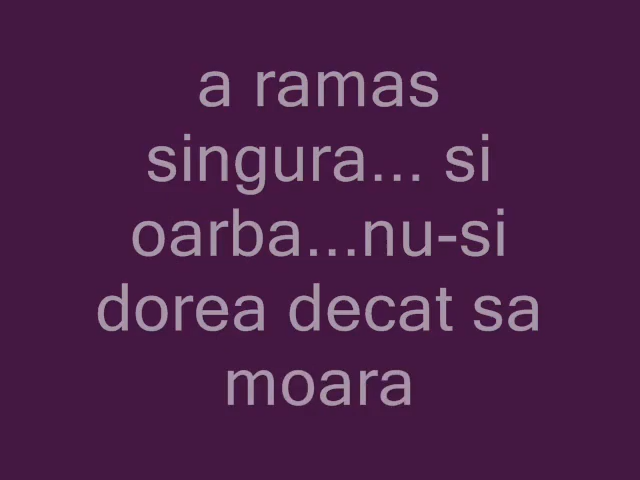 a ramas
singura... si
oarba...nu-si
dorea decat sa
moara